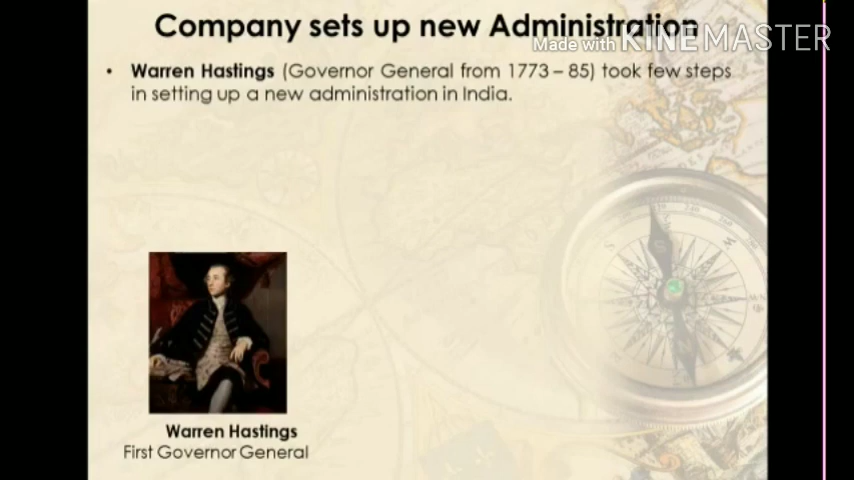 Company sets up new Administration
Made with KINEMASTER
• Warren Hastings (Governor General from 1773 – 85) took few steps
in setting up a new administration in India.
Warren Hastings
First Governor General